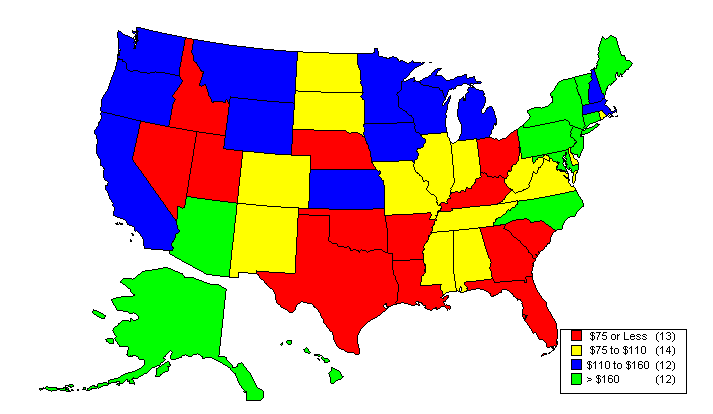 $75 or Less (13)
$75 to $110 (14)
$110 to $160 (12)
> $160 (12)